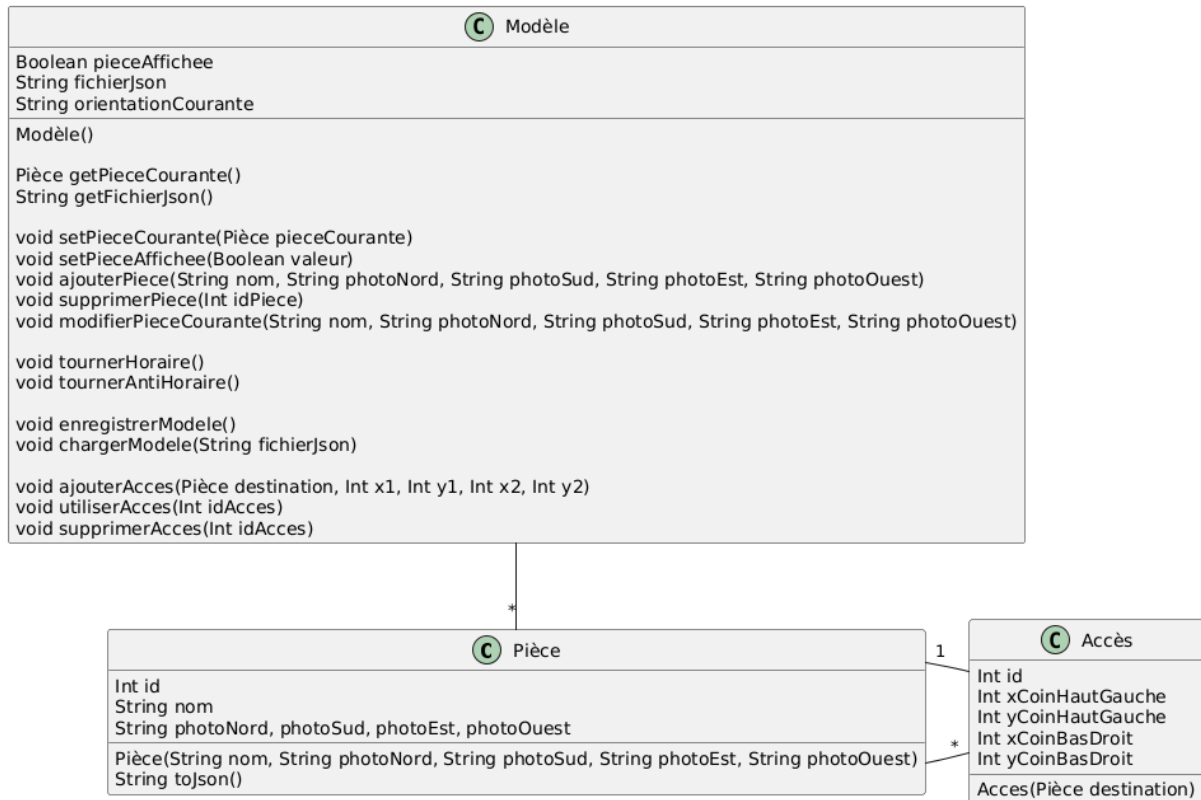 C Modèle
Boolean pieceAffichee
String fichierJson
String orientationCourante
Modèle()
Pièce getPieceCourante()
String getFichierJson()
void setPieceCourante(Pièce pieceCourante)
void setPieceAffichee(Boolean valeur)
void ajouterPiece(String nom, String photoNord, String photoSud, String photoEst, String photoOuest)
void supprimerPiece(Int idPiece)
void modifierPieceCourante(String nom, String photoNord, String photoSud, String photoEst, String photoOuest)
void tournerHoraire()
void tournerAntiHoraire()
void enregistrerModele()
void chargerModele(String fichierJson)
void ajouterAcces(Pièce destination, Int x1, Int y1, Int x2, Int y2)
void utiliserAcces(Int idAcces)
void supprimerAcces(Int idAcces)
*
C Pièce
Int id
String nom
String photoNord, photoSud, photoEst, photoOuest
Pièce(String nom, String photoNord, String photoSud, String photoEst, String photoOuest)
String toJson()
1
*
C Accès
Int id
Int xCoinHautGauche
Int yCoinHautGauche
Int xCoinBasDroit
Int yCoinBasDroit
Acces(Pièce destination)